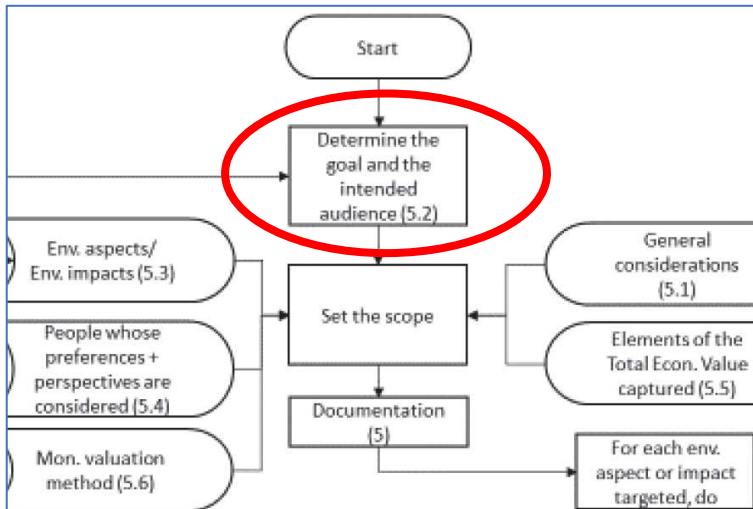 Start
Determine the
goal and the
intended
audience (5.2)
Env. aspects/
Env. impacts (5.3)
General
considerations
(5.1)
Set the scope
People whose
preferences +
perspectives are
considered (5.4)
Elements of the
Total Econ. Value
captured (5.5)
Documentation
(5)
Mon. valuation
method (5.6)
For each env.
aspect or impact
targeted, do